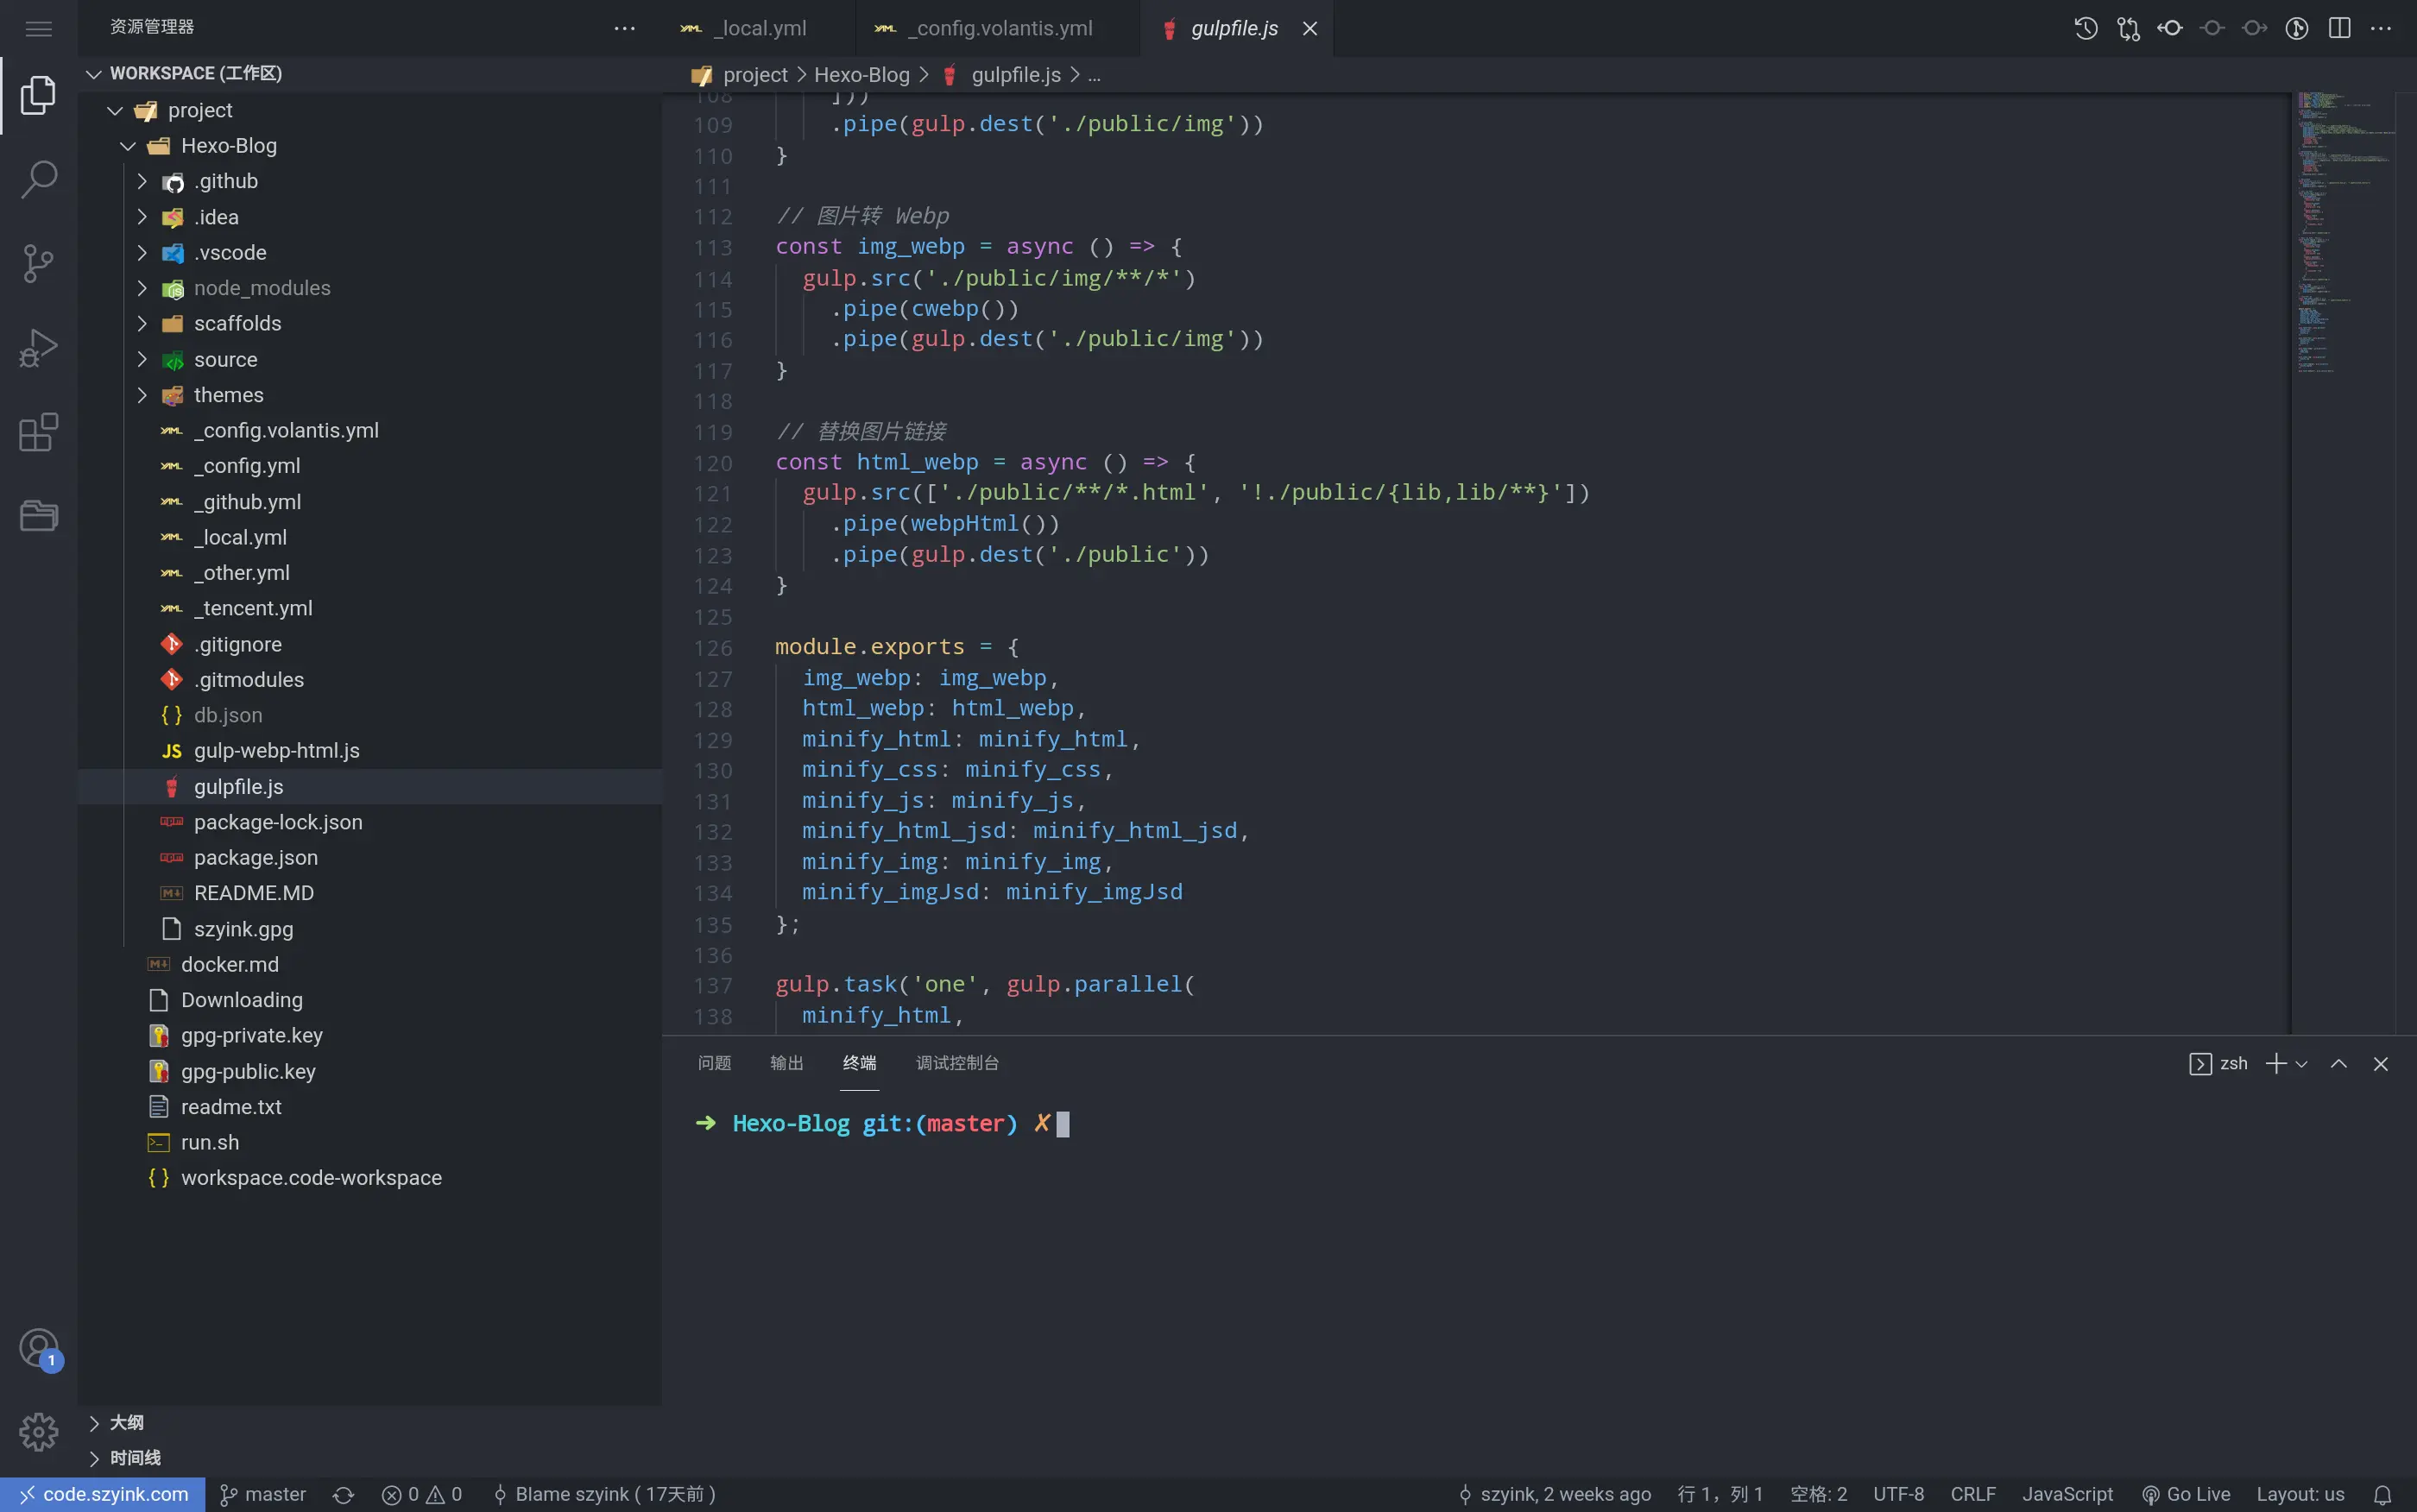 资源管理器
_local.yml
_config.volantis.yml
gulpfile.js
WORKSPACE (工作区)
project
Hexo-Blog
.github
.idea
.vscode
node_modules
scaffolds
source
themes
_config.volantis.yml
_config.yml
_github.yml
_local.yml
_other.yml
_tencent.yml
.gitignore
.gitmodules
db.json
gulp-webp-html.js
gulpfile.js
package-lock.json
package.json
README.MD
szyink.gpg
docker.md
Downloading
gpg-private.key
gpg-public.key
readme.txt
run.sh
workspace.code-workspace
大纲
时间线
project > Hexo-Blog > gulpfile.js > ...
108 ]))
109 .pipe(gulp.dest('./public/img'))
110 }
111
112 // 图片转 Webp
113 const img_webp = async () => {
114 gulp.src('./public/img/**/*')
115 .pipe(cwebp())
116 .pipe(gulp.dest('./public/img'))
117 }
118
119 // 替换图片链接
120 const html_webp = async () => {
121 gulp.src(['./public/**/*.html', '!./public/{lib,lib/**}'])
122 .pipe(webpHtml())
123 .pipe(gulp.dest('./public'))
124 }
125
126 module.exports = {
127 img_webp: img_webp,
128 html_webp: html_webp,
129 minify_html: minify_html,
130 minify_css: minify_css,
131 minify_js: minify_js,
132 minify_html_jsd: minify_html_jsd,
133 minify_img: minify_img,
134 minify_imgJsd: minify_imgJsd
135 };
136
137 gulp.task('one', gulp.parallel(
138 minify_html,
问题 输出 终端 调试控制台
zsh
➜ Hexo-Blog git:(master) ✗
1
code.szyink.com master 0 0 Blame szyink ( 17天前 )
szyink, 2 weeks ago 行 1，列 1 空格: 2 UTF-8 CRLF JavaScript Go Live Layout: us